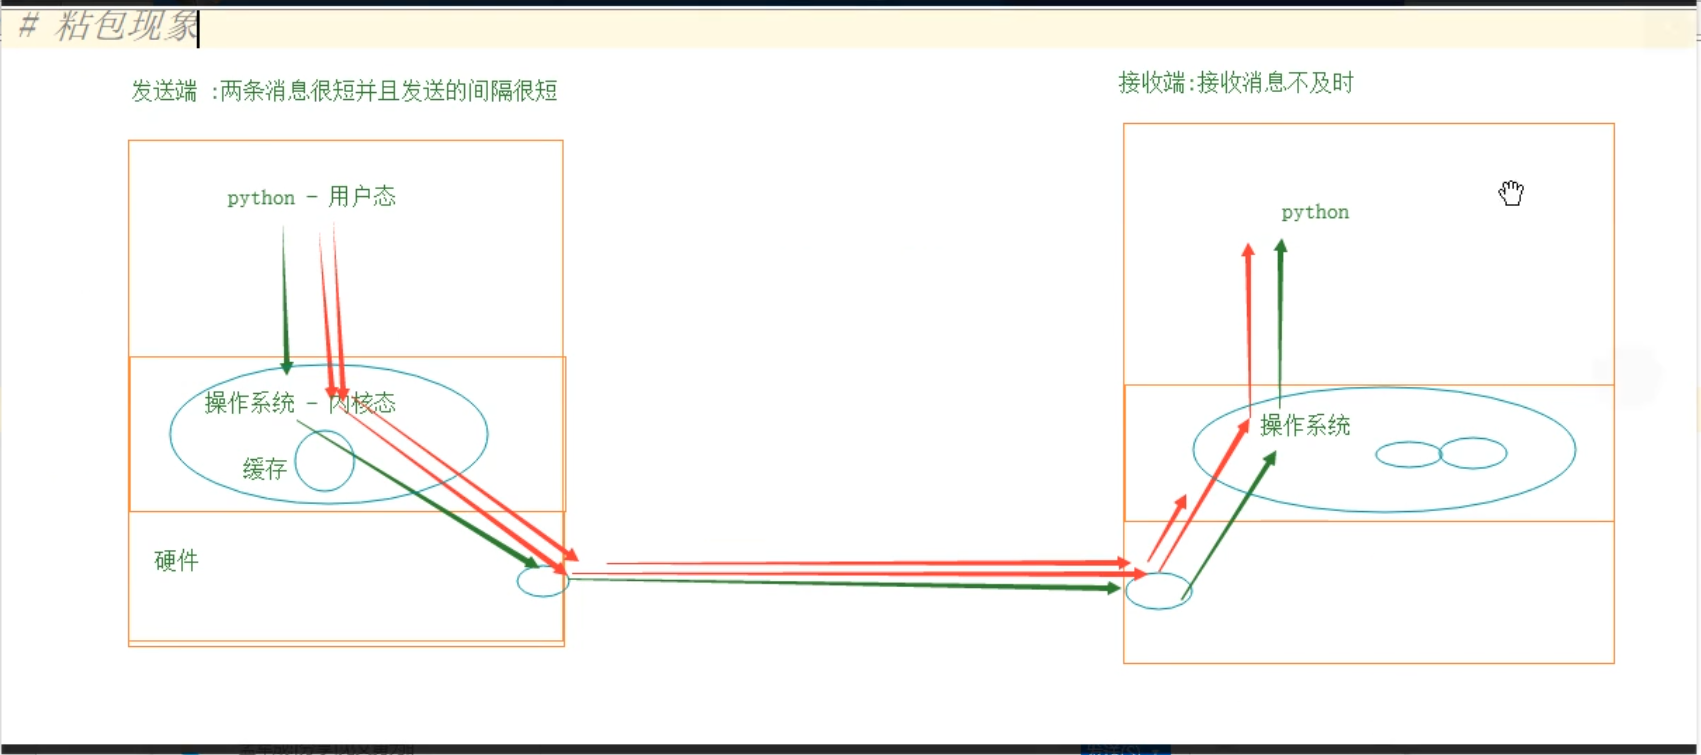 # 粘包现象
发送端 :两条消息很短并且发送的间隔很短
接收端:接收消息不及时
python - 用户态
python
操作系统 - 内核态
操作系统
缓存
硬件